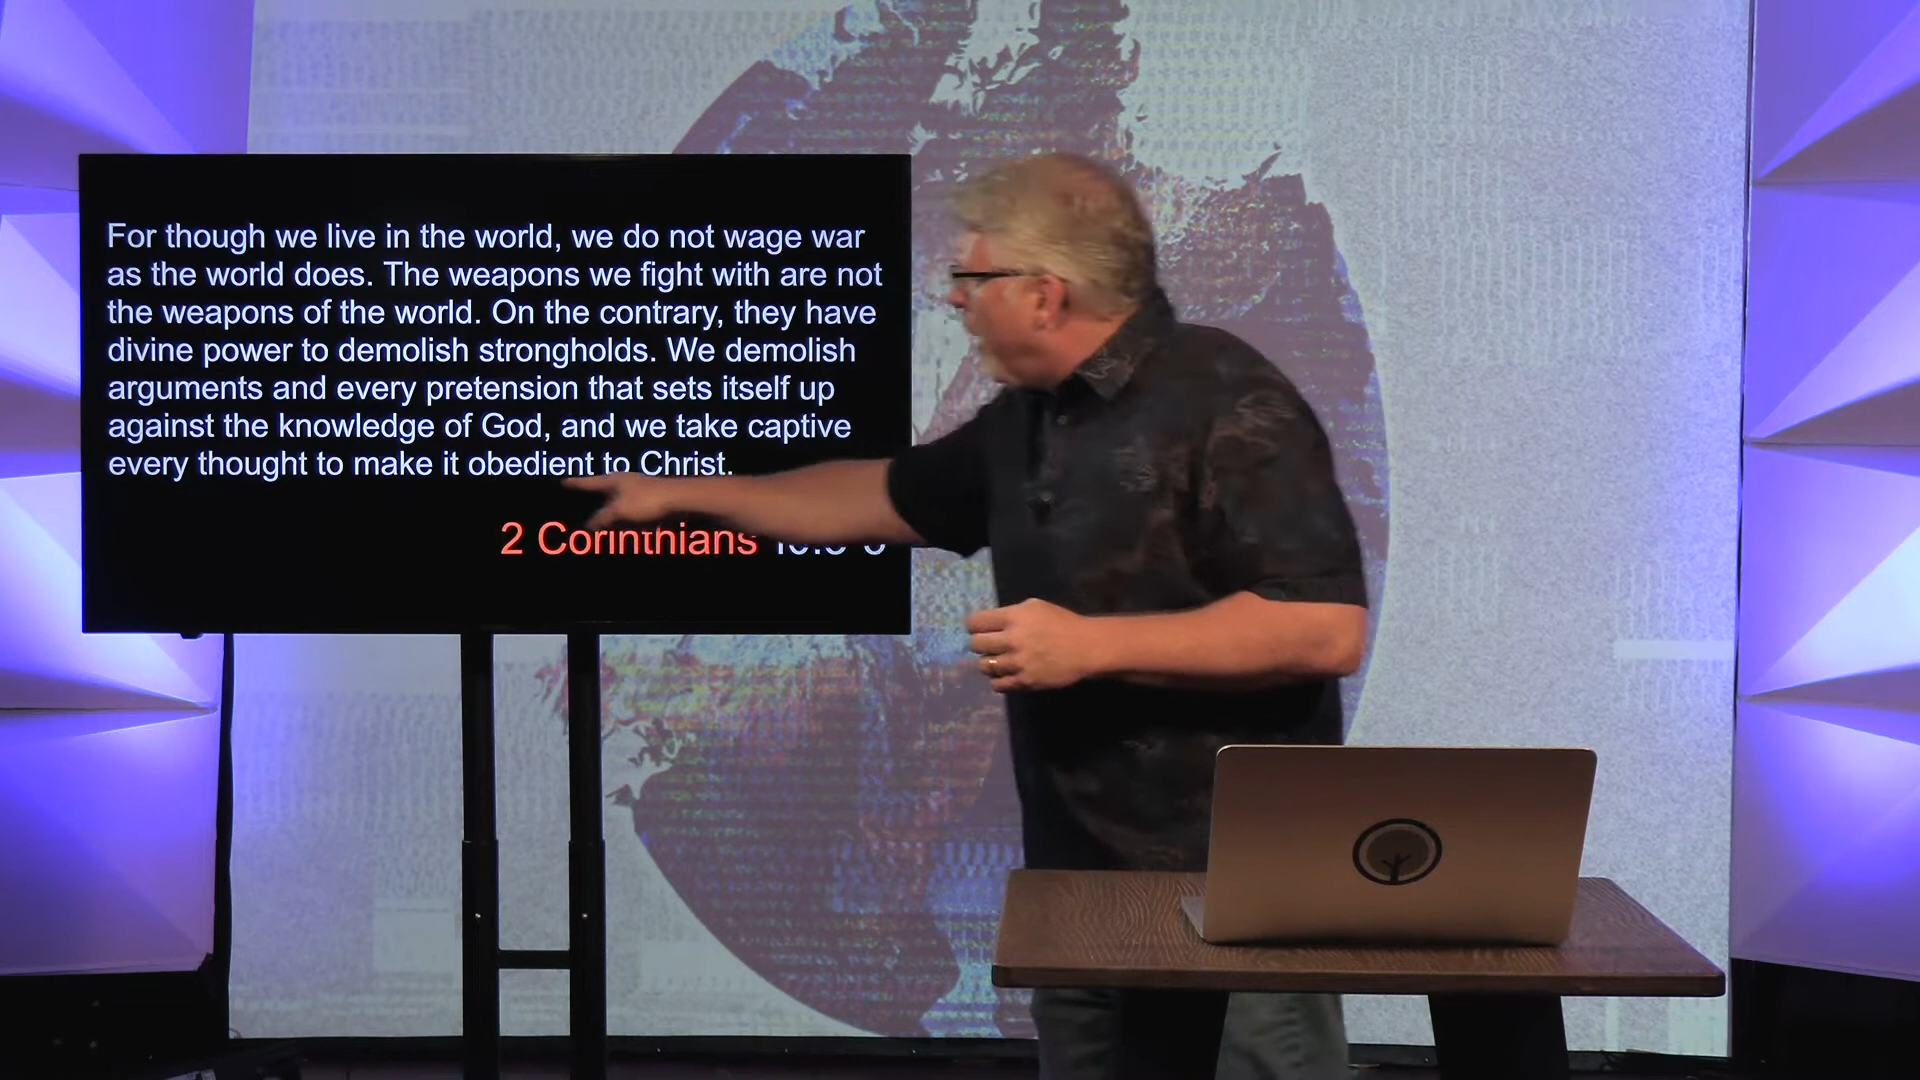 For though we live in the world, we do not wage war
as the world does. The weapons we fight with are not
the weapons of the world. On the contrary, they have
divine power to demolish strongholds. We demolish
arguments and every pretension that sets itself up
against the knowledge of God, and we take captive
every thought to make it obedient to Christ.
2 Corinthians